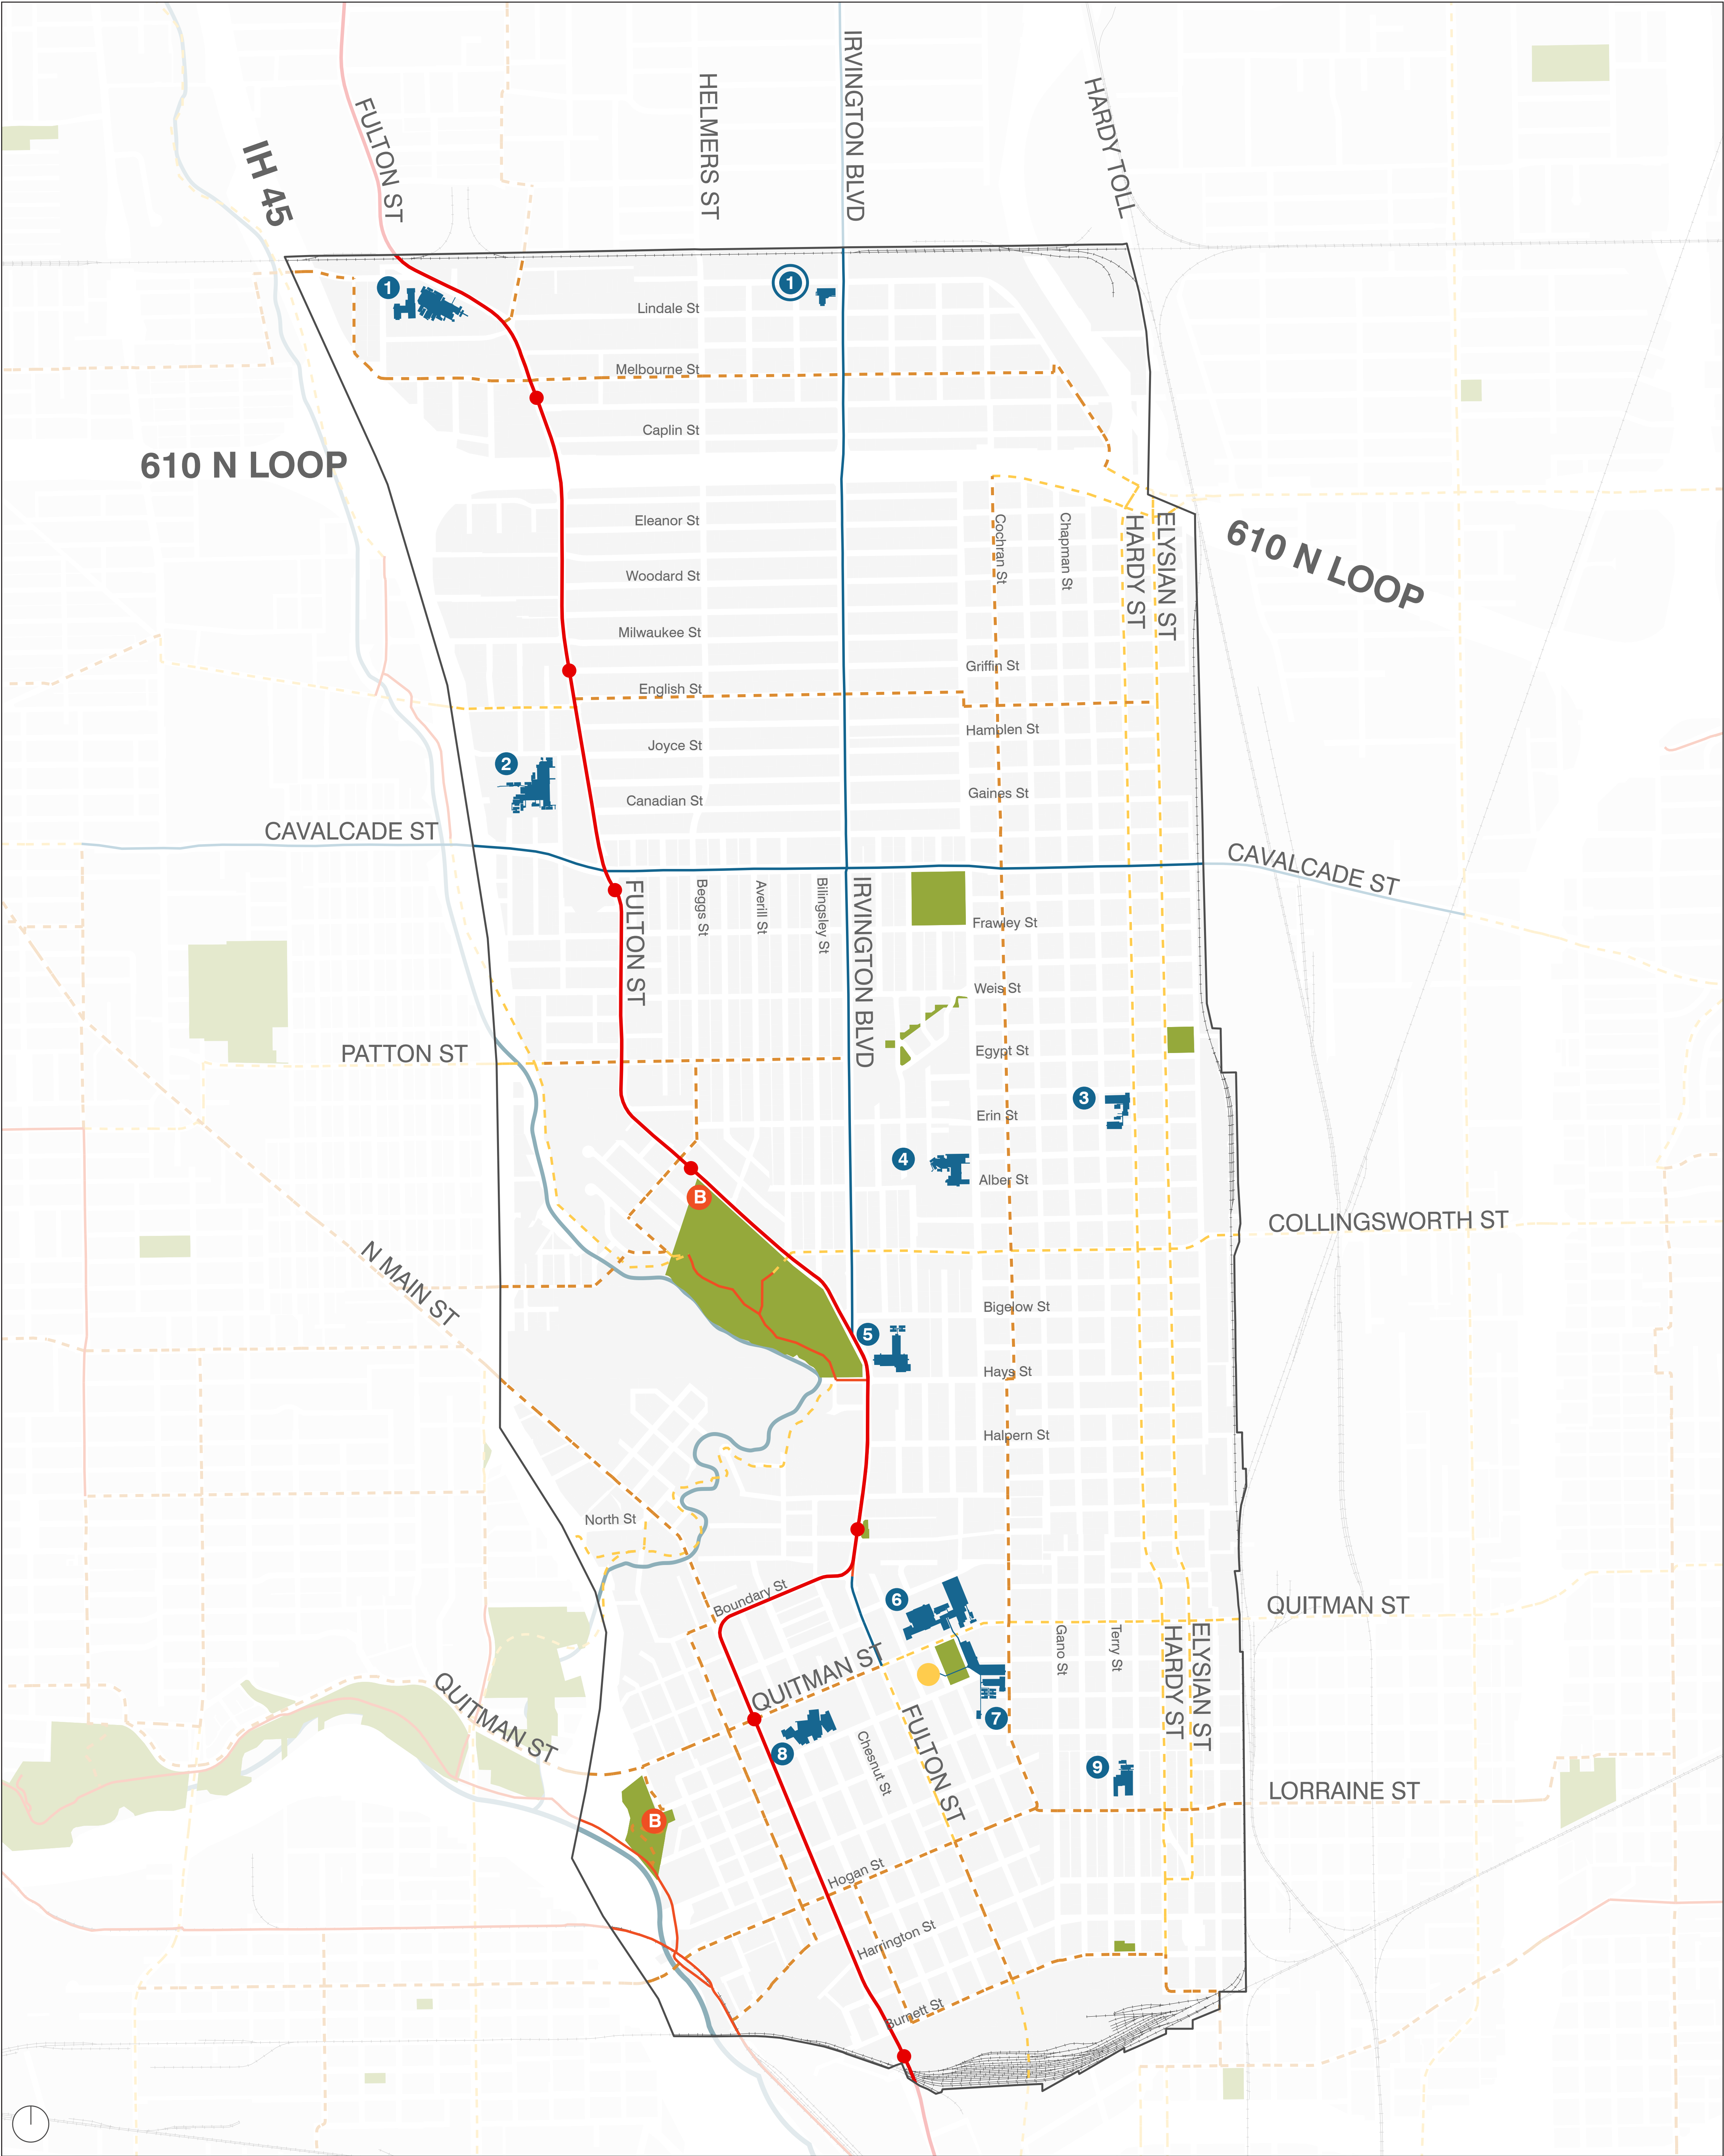 IRVINGTON BLVD
HELMERS ST
HARDY TOLL
FULTON ST
IH 45
1
1
Lindale St
Melbourne St
Caplin St
610 N LOOP
Eleanor St
Cochran St
Chapman St
HARDY ST
ELYSIAN ST
610 N LOOP
Woodard St
Milwaukee St
Griffin St
English St
Hamblen St
Joyce St
2
Gaines St
Canadian St
CAVALCADE ST
CAVALCADE ST
FULTON ST
Beggs St
Averill St
Bilingsley St
IRVINGTON BLVD
Frawley St
Weis St
PATTON ST
Egypt St
3
Erin St
4
Alber St
B
COLLINGSWORTH ST
N MAIN ST
Bigelow St
5
Hays St
Halpern St
North St
Boundary St
6
QUITMAN ST
Gano St
Terry St
HARDY ST
ELYSIAN ST
QUITMAN ST
QUITMAN ST
7
FULTON ST
8
Chesnut St
9
LORRAINE ST
B
Hogan St
Harrington St
Burnett St